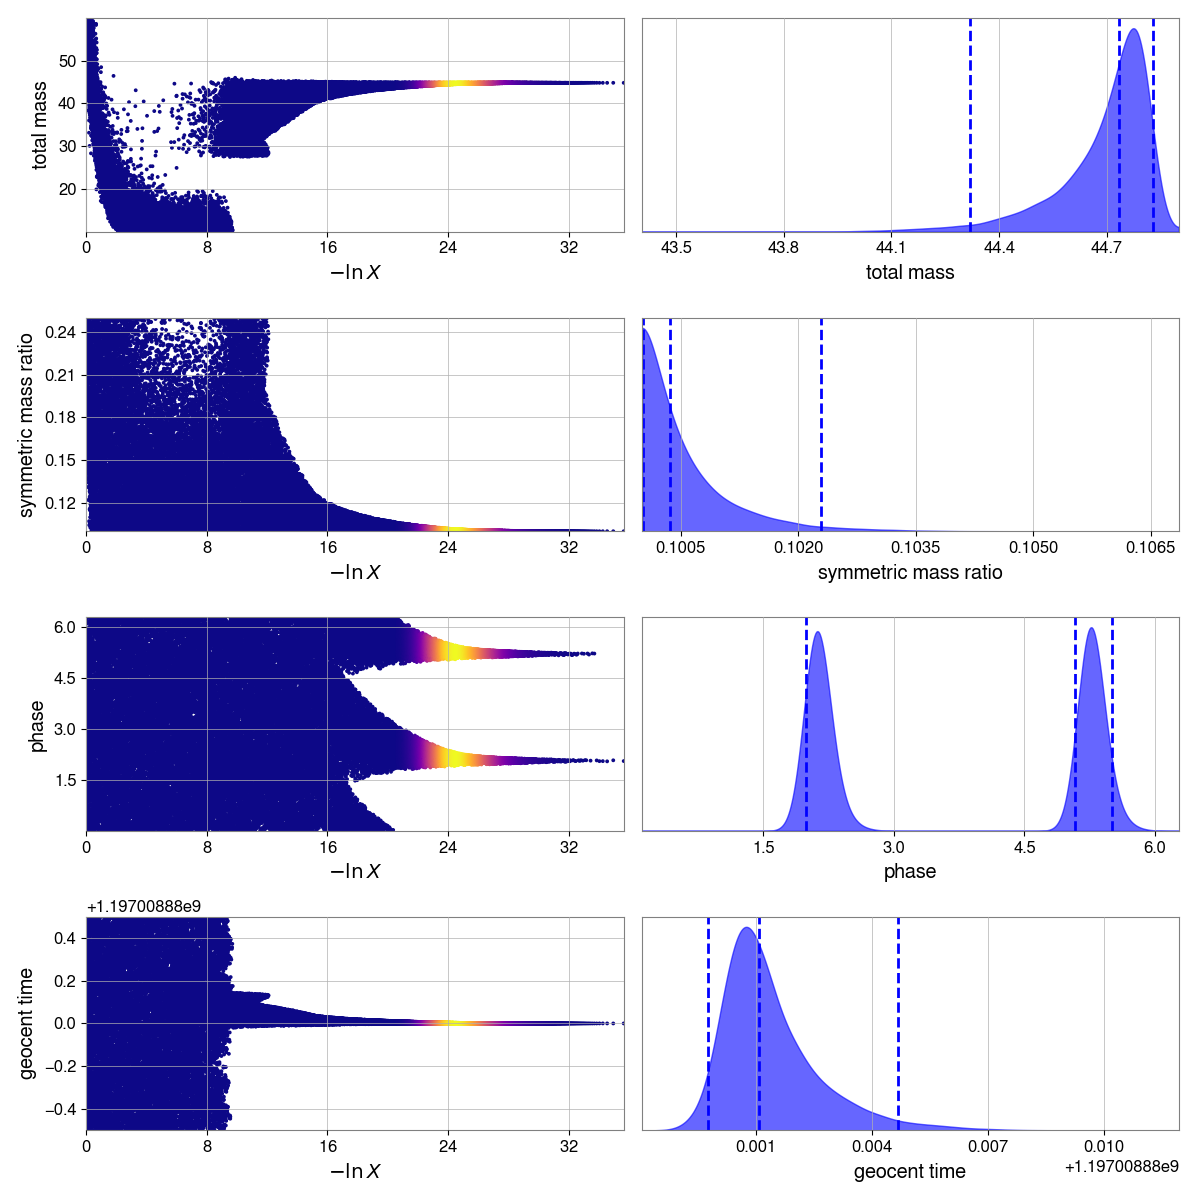 50
40
30
20
total mass
0 8 16 24 32
−ln X
43.5 43.8 44.1 44.4 44.7
total mass
0.24
0.21
0.18
0.15
0.12
symmetric mass ratio
0 8 16 24 32
−ln X
0.1005 0.1020 0.1035 0.1050 0.1065
symmetric mass ratio
6.0
4.5
3.0
1.5
phase
0 8 16 24 32
−ln X
1.5 3.0 4.5 6.0
phase
+1.19700888e9
0.4
0.2
0.0
−0.2
−0.4
geocent time
0 8 16 24 32
−ln X
0.001 0.004 0.007 0.010
geocent time
+1.19700888e9